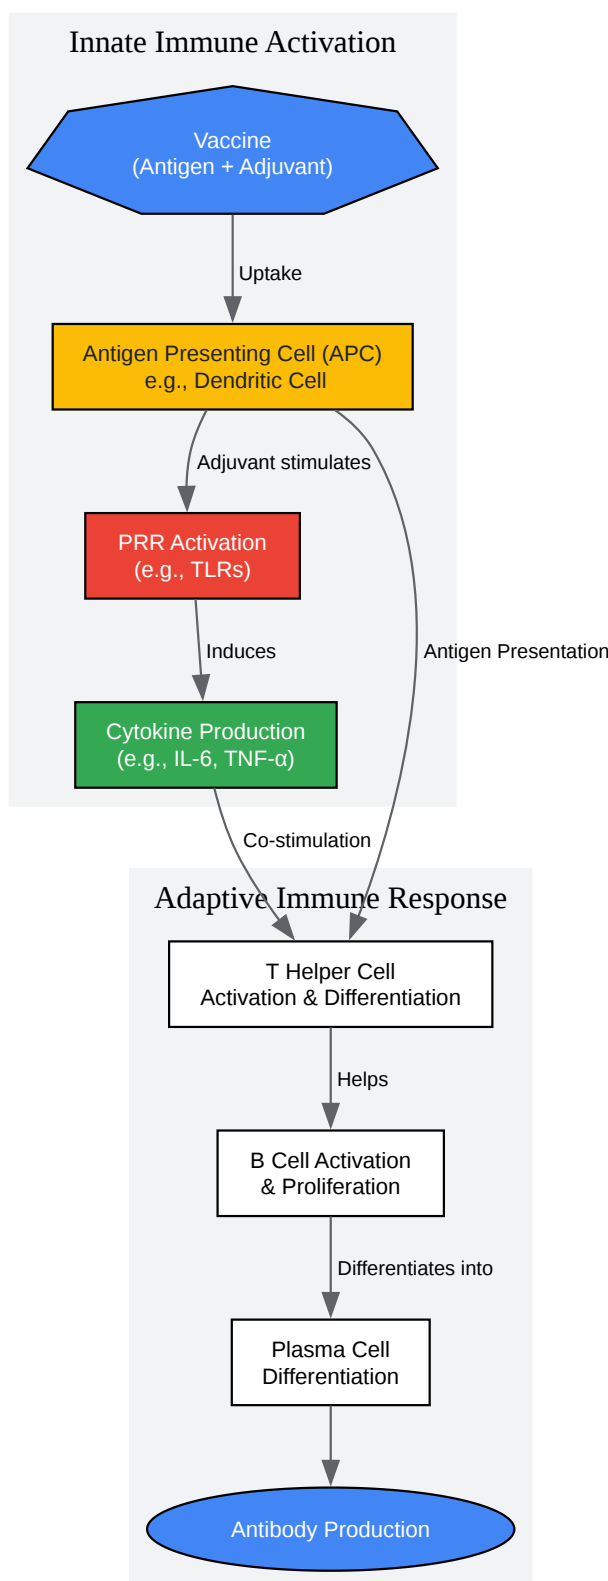 Innate Immune Activation
Vaccine
(Antigen + Adjuvant)
Uptake
Antigen Presenting Cell (APC)
e.g., Dendritic Cell
Adjuvant stimulates
PRR Activation
(e.g., TLRs)
Induces
Antigen Presentation
Cytokine Production
(e.g., IL-6, TNF-α)
Co-stimulation
Adaptive Immune Response
T Helper Cell
Activation & Differentiation
Helps
B Cell Activation
& Proliferation
Differentiates into
Plasma Cell
Differentiation
Antibody Production